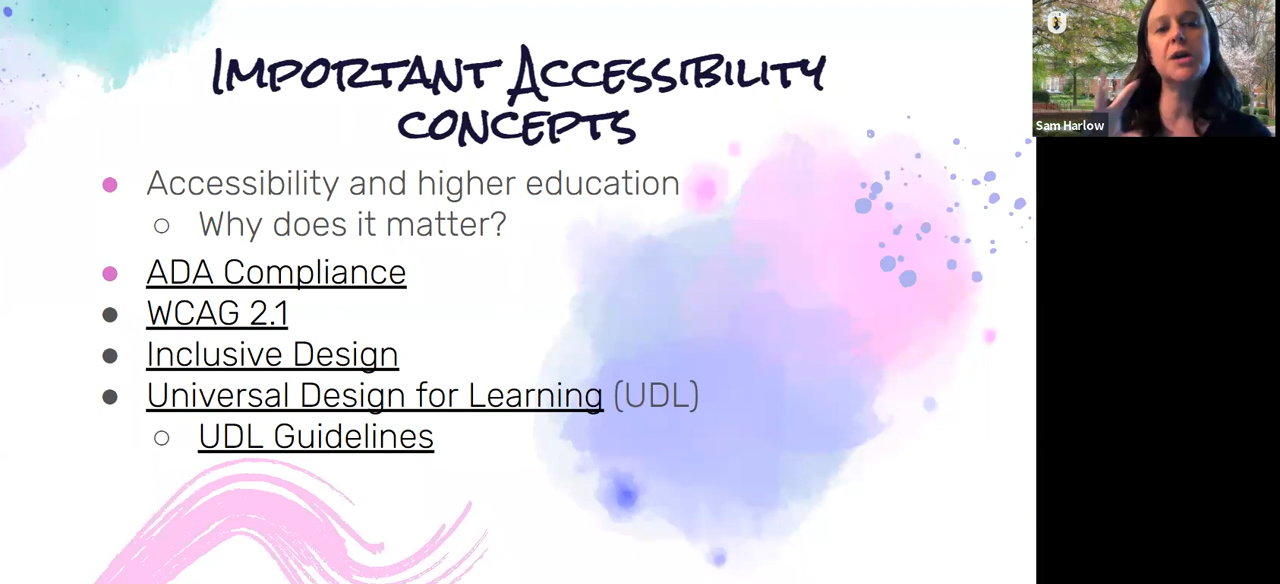 Important Accessibility
concepts
Accessibility and higher education
Why does it matter?
ADA Compliance
WCAG 2.1
Inclusive Design
Universal Design for Learning (UDL)
UDL Guidelines
Sam Harlow